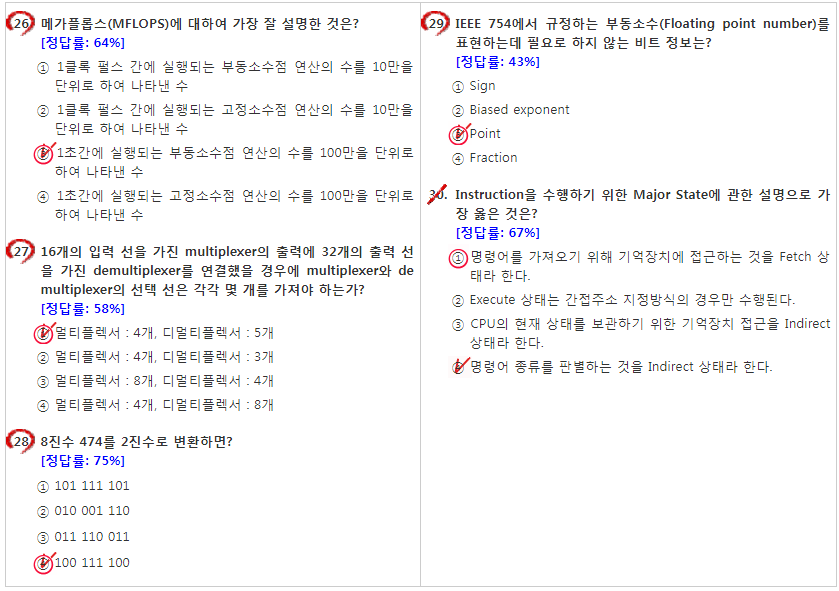 26. 메가플롭스(MFLOPS)에 대하여 가장 잘 설명한 것은?
[정답률: 64%]
① 1클록 펄스 간에 실행되는 부동소수점 연산의 수를 10만을
단위로 하여 나타낸 수
② 1클록 펄스 간에 실행되는 고정소수점 연산의 수를 10만을
단위로 하여 나타낸 수
③ 1초간에 실행되는 부동소수점 연산의 수를 100만을 단위로
하여 나타낸 수
④ 1초간에 실행되는 고정소수점 연산의 수를 100만을 단위로
하여 나타낸 수
27. 16개의 입력 선을 가진 multiplexer의 출력에 32개의 출력 선
을 가진 demultiplexer를 연결했을 경우에 multiplexer와 de
multiplexer의 선택 선은 각각 몇 개를 가져야 하는가?
[정답률: 58%]
① 멀티플렉서 : 4개, 디멀티플렉서 : 5개
② 멀티플렉서 : 4개, 디멀티플렉서 : 3개
③ 멀티플렉서 : 8개, 디멀티플렉서 : 4개
④ 멀티플렉서 : 4개, 디멀티플렉서 : 8개
28. 8진수 474를 2진수로 변환하면?
[정답률: 75%]
① 101 111 101
② 010 001 110
③ 011 110 011
④ 100 111 100
29. IEEE 754에서 규정하는 부동소수(Floating point number)를
표현하는데 필요로 하지 않는 비트 정보는?
[정답률: 43%]
① Sign
② Biased exponent
③ Point
④ Fraction
30. Instruction을 수행하기 위한 Major State에 관한 설명으로 가
장 옳은 것은?
[정답률: 67%]
① 명령어를 가져오기 위해 기억장치에 접근하는 것을 Fetch 상
태라 한다.
② Execute 상태는 간접주소 지정방식의 경우만 수행된다.
③ CPU의 현재 상태를 보관하기 위한 기억장치 접근을 Indirect
상태라 한다.
④ 명령어 종류를 판별하는 것을 Indirect 상태라 한다.